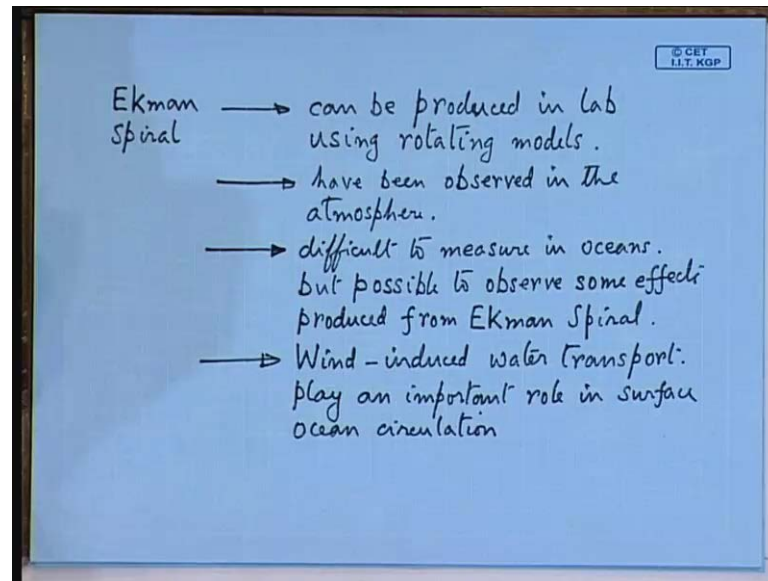 © CET
I.I.T. KGP
Ekman → can be produced in lab
Spiral using rotating models.
→ have been observed in the
atmosphere.
→ difficult to measure in oceans.
but possible to observe some effects
produced from Ekman Spiral.
→ Wind-induced water transport.
play an important role in surface
ocean circulation